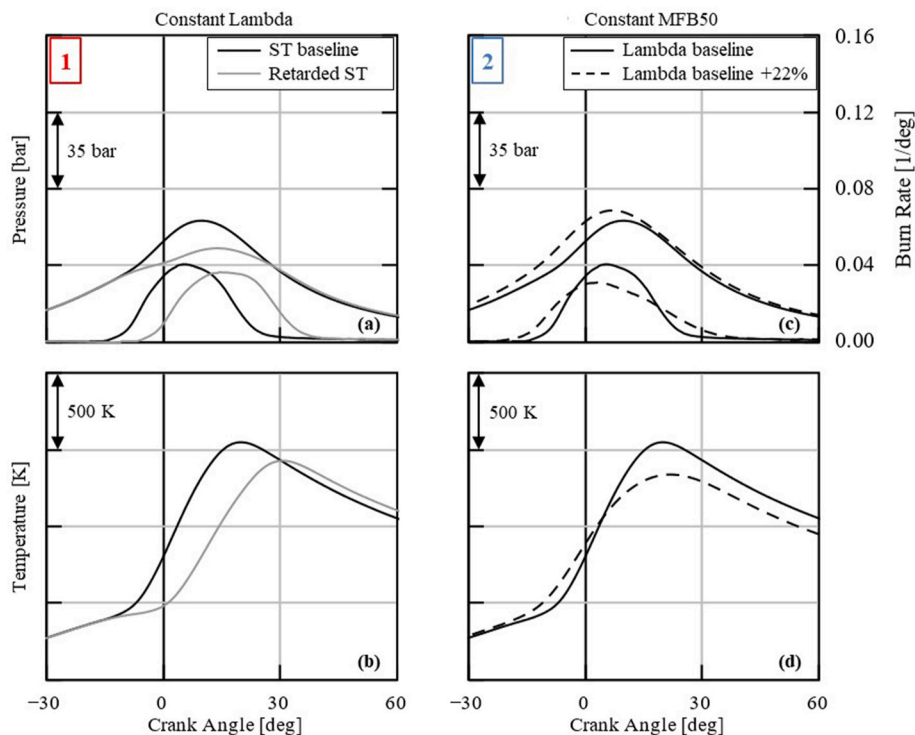 Constant Lambda
Constant MFB50
1
ST baseline
Retarded ST
2
Lambda baseline
Lambda baseline +22%
0.16
0.12
0.08
0.04
0.00
35 bar
35 bar
Pressure [bar]
Burn Rate [1/deg]
(a)
(c)
500 K
500 K
Temperature [K]
(b)
(d)
−30 0 30 60
−30 0 30 60
Crank Angle [deg]
Crank Angle [deg]